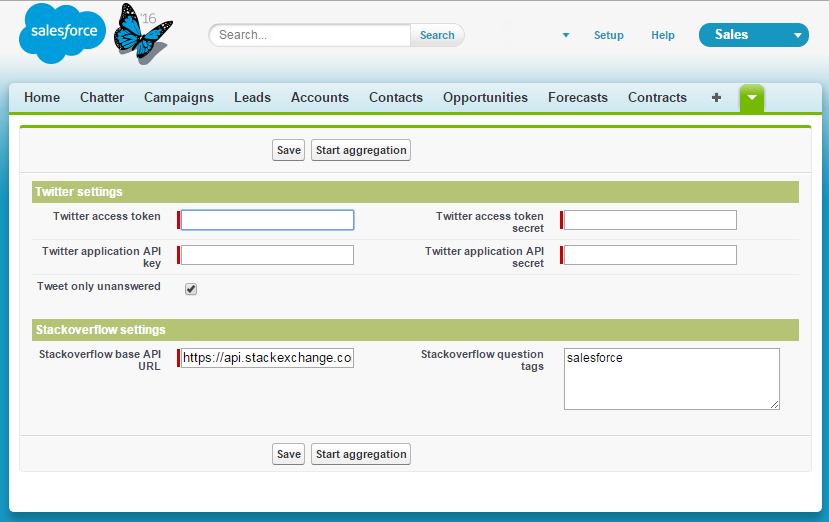 salesforce
'16
Search...
Search
Setup
Help
Sales
Home
Chatter
Campaigns
Leads
Accounts
Contacts
Opportunities
Forecasts
Contracts
+
Save
Start aggregation
Twitter settings
Twitter access token
Twitter access token
secret
Twitter application API
key
Twitter application API
secret
Tweet only unanswered
Stackoverflow settings
Stackoverflow base API
URL
https://api.stackexchange.co
Stackoverflow question
tags
salesforce
Save
Start aggregation